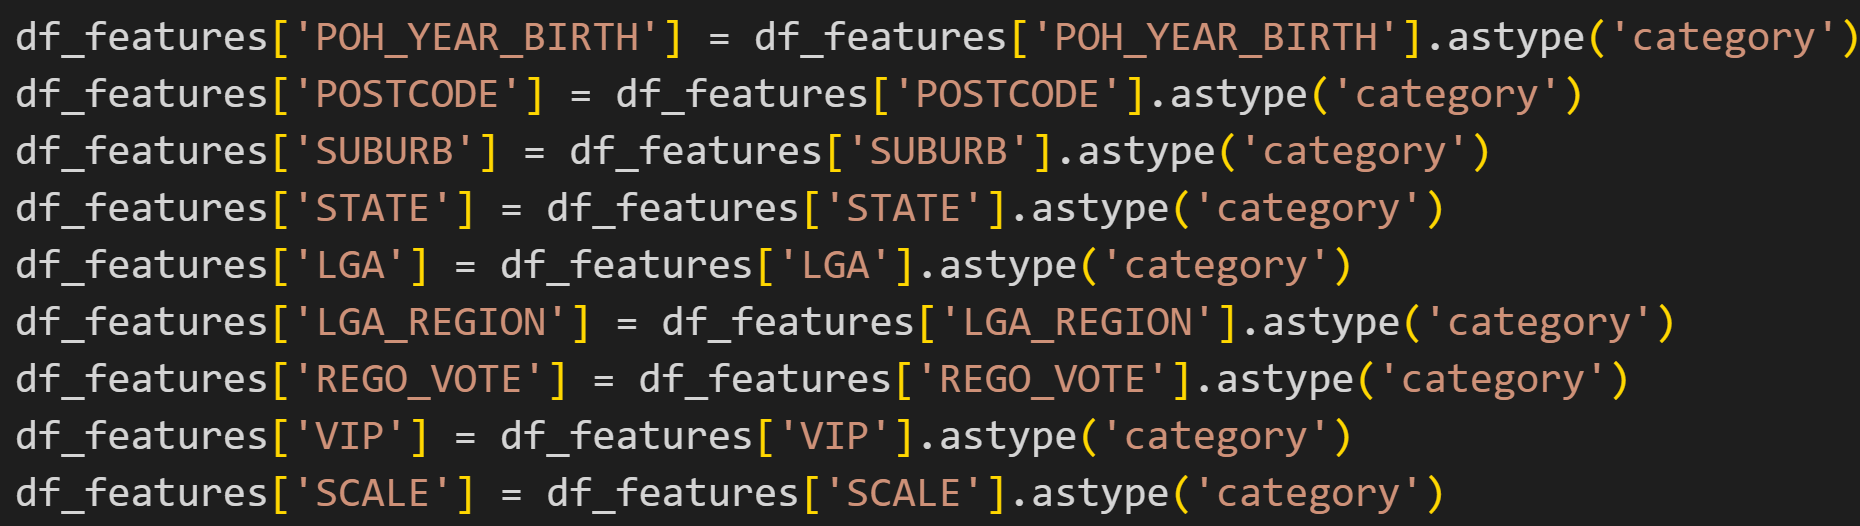 df_features['POH_YEAR_BIRTH'] = df_features['POH_YEAR_BIRTH'].astype('category')
df_features['POSTCODE'] = df_features['POSTCODE'].astype('category')
df_features['SUBURB'] = df_features['SUBURB'].astype('category')
df_features['STATE'] = df_features['STATE'].astype('category')
df_features['LGA'] = df_features['LGA'].astype('category')
df_features['LGA_REGION'] = df_features['LGA_REGION'].astype('category')
df_features['REGO_VOTE'] = df_features['REGO_VOTE'].astype('category')
df_features['VIP'] = df_features['VIP'].astype('category')
df_features['SCALE'] = df_features['SCALE'].astype('category')